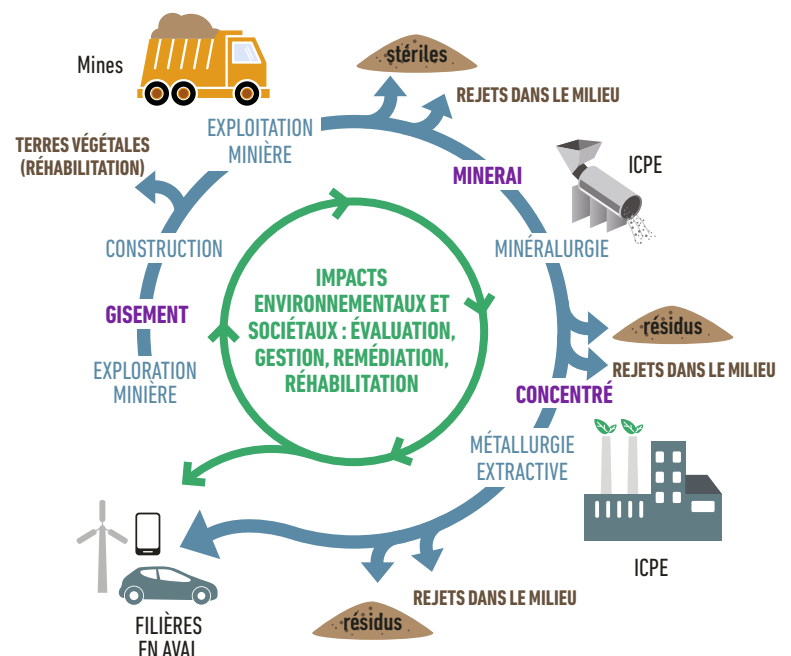 Mines
stériles
REJETS DANS LE MILIEU
EXPLOITATION
MINIÈRE
TERRES VÉGÉTALES
(RÉHABILITATION)
MINERAI
ICPE
CONSTRUCTION
MINÉRALURGIE
IMPACTS
ENVIRONNEMENTAUX ET
SOCIÉTAUX : ÉVALUATION,
GESTION, REMÉDIATION,
RÉHABILITATION
GISEMENT
résidus
EXPLORATION
MINIÈRE
REJETS DANS LE MILIEU
CONCENTRÉ
MÉTALLURGIE
EXTRACTIVE
ICPE
REJETS DANS LE MILIEU
résidus
FILIÈRES
EN AVAL